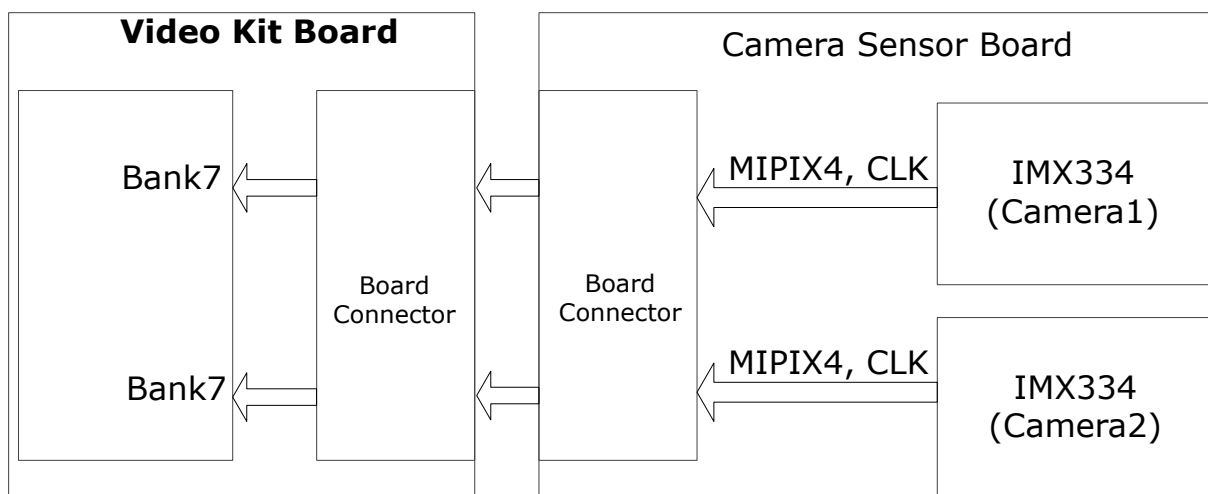 Video Kit Board
Camera Sensor Board
Bank7
MIPIX4, CLK
IMX334
(Camera1)
Board
Connector
Board
Connector
Bank7
MIPIX4, CLK
IMX334
(Camera2)